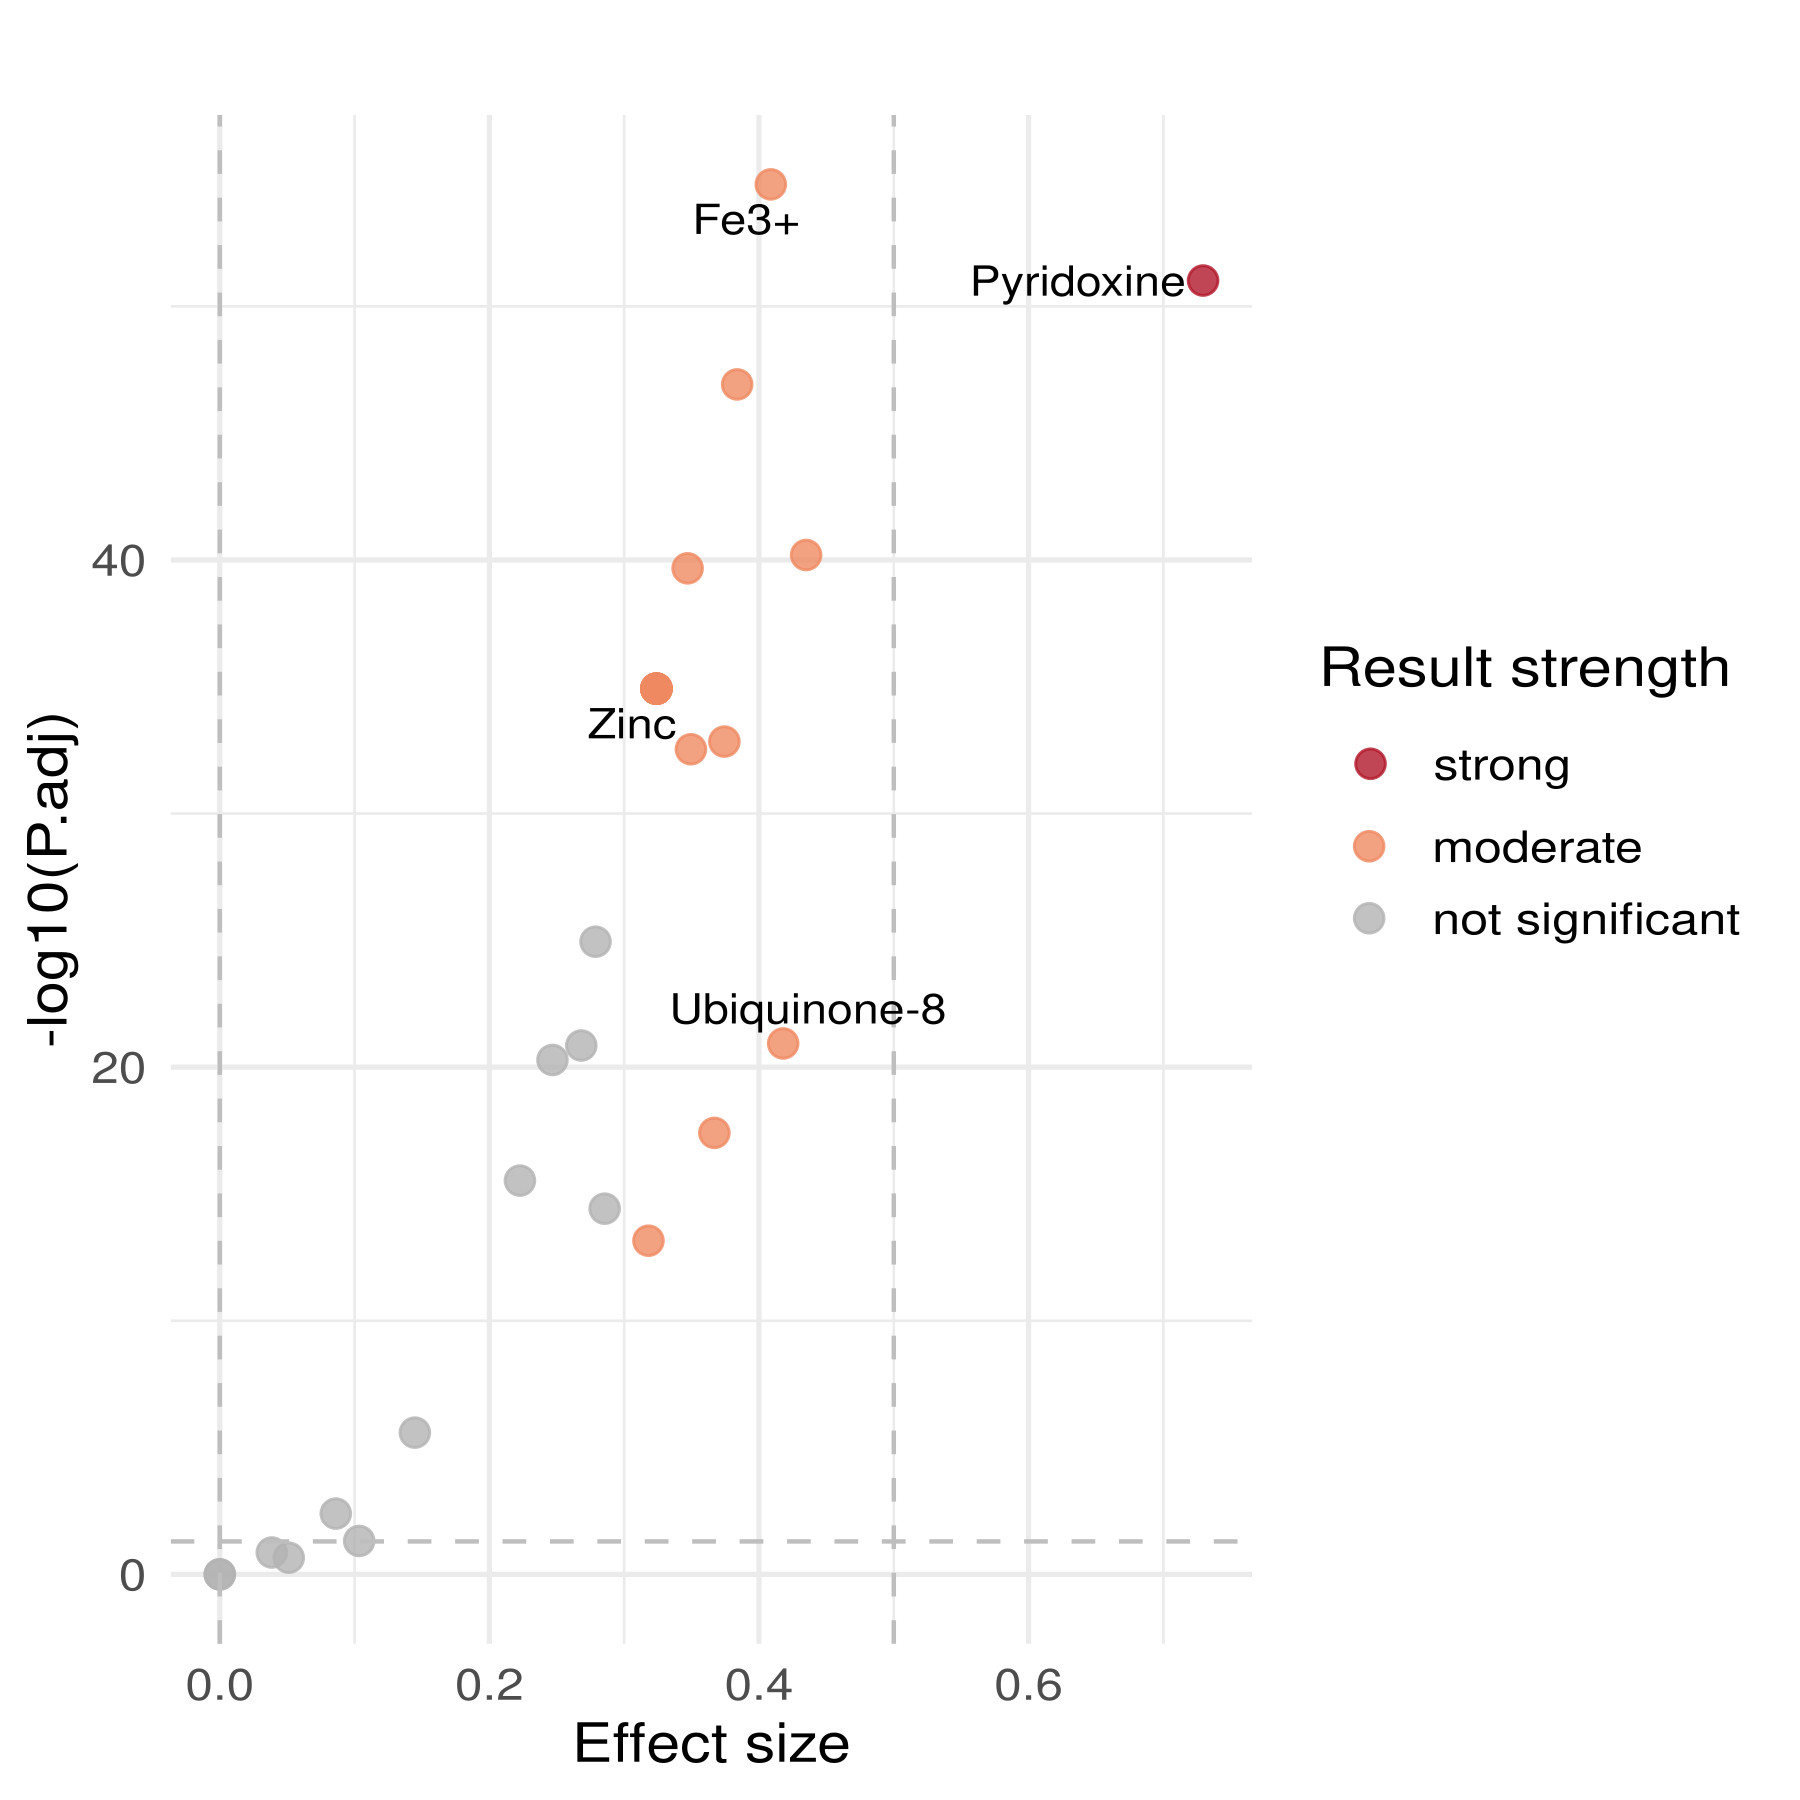 Fe3+
Pyridoxine
Zinc
Ubiquinone-8
40
20
0
-log10(P.adj)
0.0 0.2 0.4 0.6
Effect size
Result strength
strong
moderate
not significant